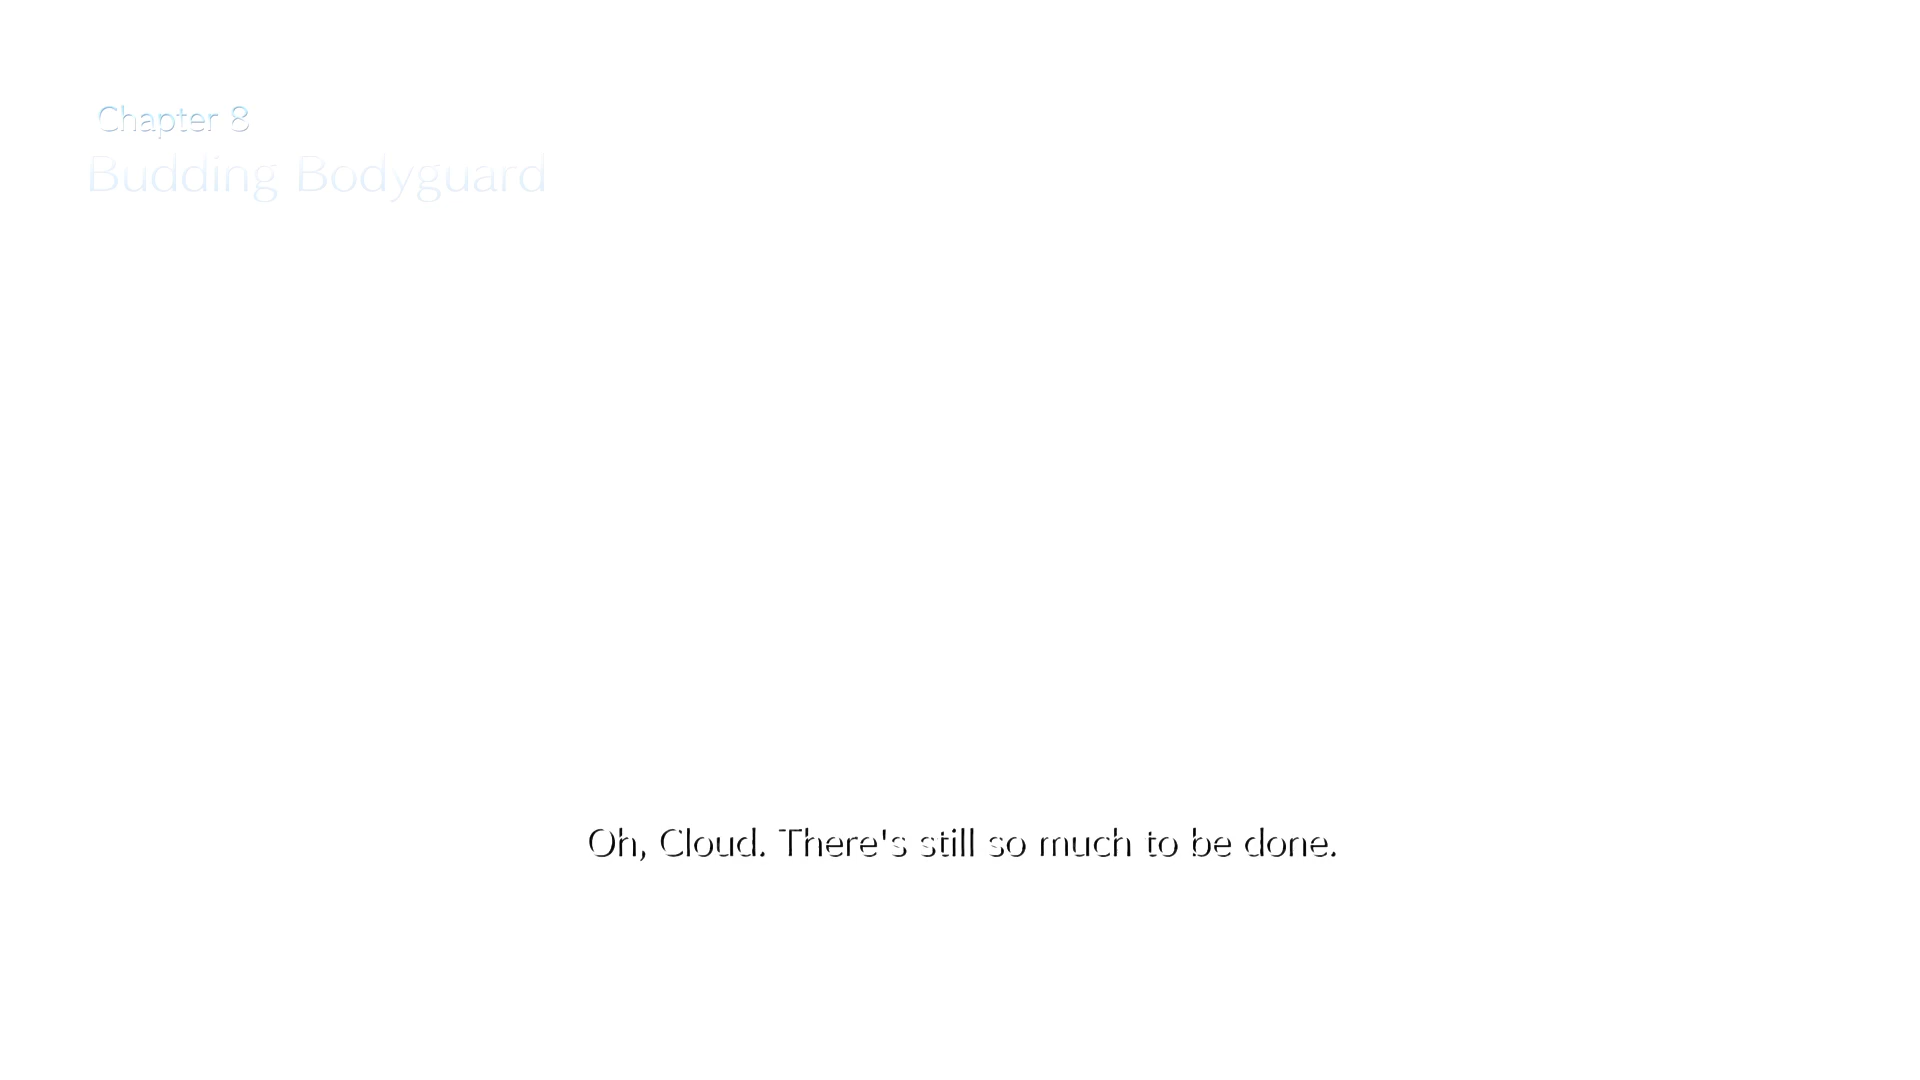 Chapter 8
Budding Bodyguard
Oh, Cloud. There's still so much to be done.